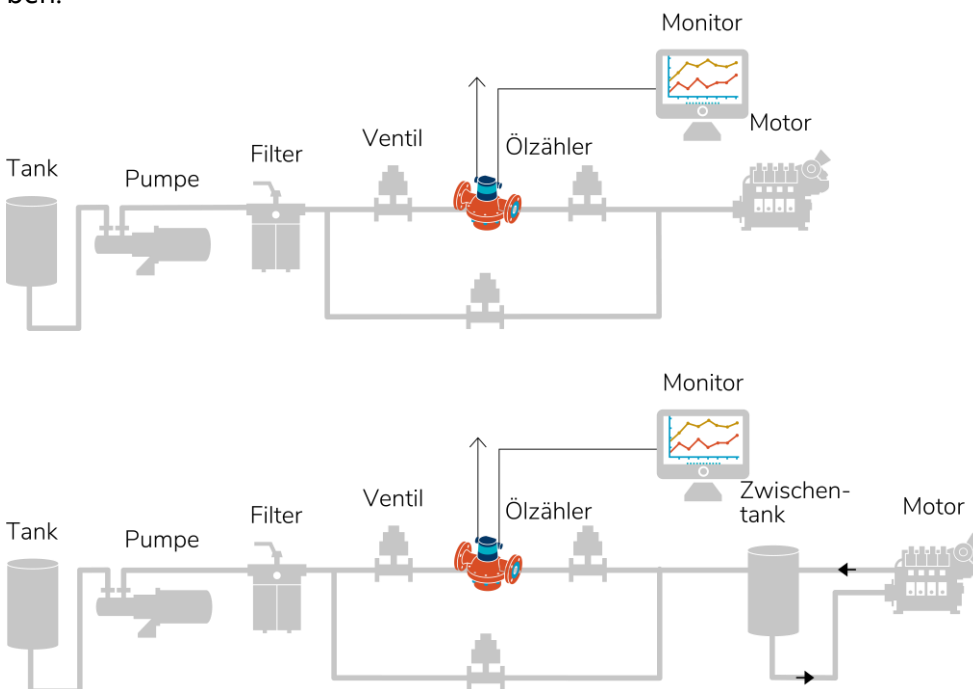 ben.
Monitor
Motor
Ventil
Ölzähler
Filter
Tank
Pumpe
Monitor
Zwischen-
tank
Motor
Ventil
Ölzähler
Filter
Tank
Pumpe